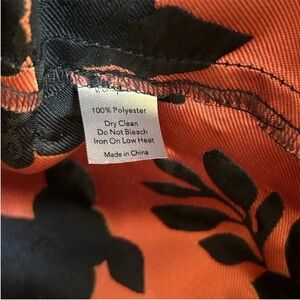 100% Polyester
Dry Clean
Do Not Bleach
Iron On Low Heat
Made in China